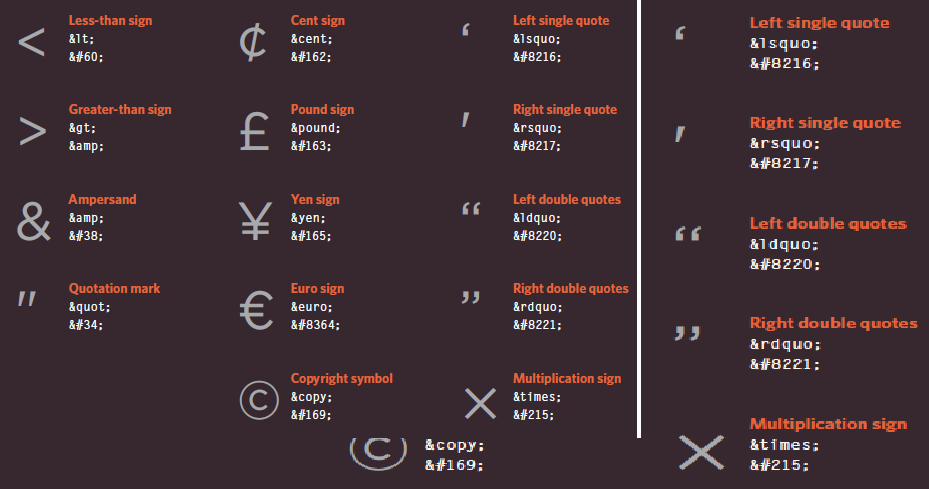 <
Less-than sign
&lt;
&#60;
>
Greater-than sign
&gt;
&amp;
&
Ampersand
&amp;
&#38;
"
Quotation mark
&quot;
&#34;
¢
Cent sign
&cent;
&#162;
£
Pound sign
&pound;
&#163;
¥
Yen sign
&yen;
&#165;
€
Euro sign
&euro;
&#8364;
©
Copyright symbol
&copy;
&#169;
‘
Left single quote
&lsquo;
&#8216;
'
Right single quote
&rsquo;
&#8217;
“
Left double quotes
&ldquo;
&#8220;
”
Right double quotes
&rdquo;
&#8221;
×
Multiplication sign
&times;
&#215;
©
&copy;
&#169;
‘
Left single quote
&lsquo;
&#8216;
'
Right single quote
&rsquo;
&#8217;
“
Left double quotes
&ldquo;
&#8220;
”
Right double quotes
&rdquo;
&#8221;
×
Multiplication sign
&times;
&#215;